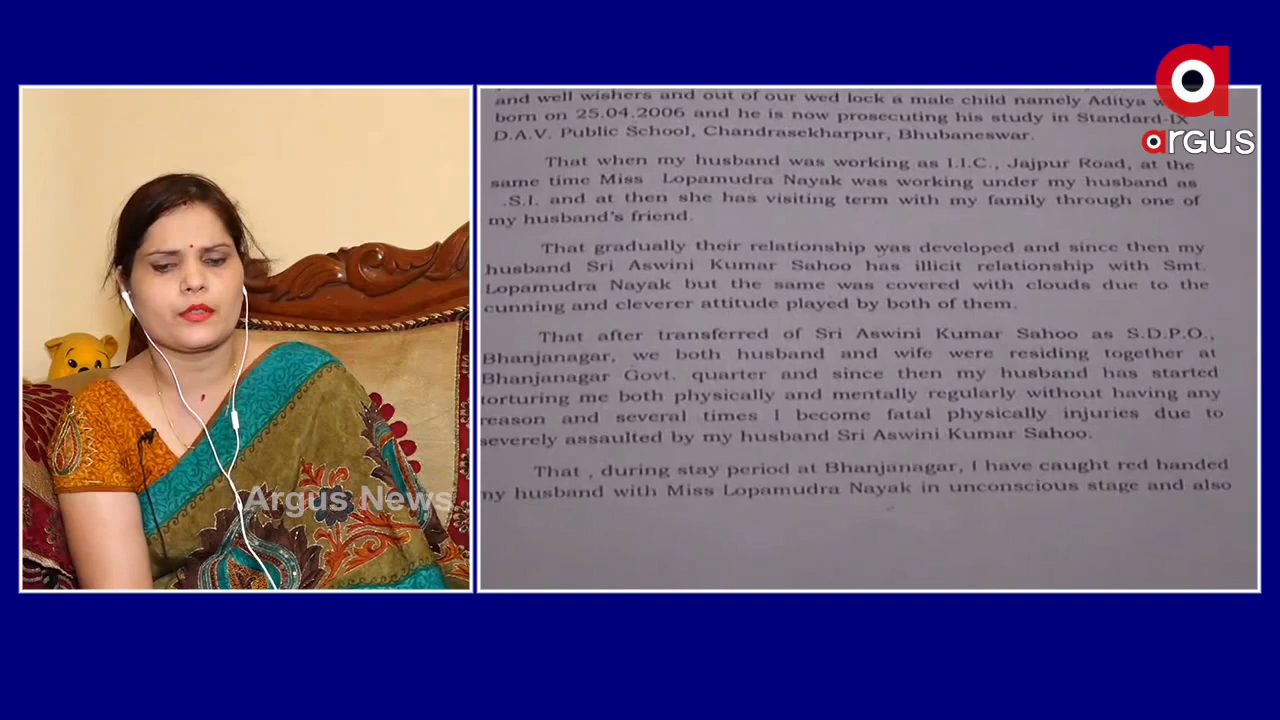 argus
Argus News
and well wishers and out of our wed lock a male child namely Aditya
born on 25.04.2006 and he is now prosecuting his study in Standard-IX
D.A.V. Public School, Chandrasekharpur, Bhubaneswar.
That when my husband was working as I.I.C., Jajpur Road, at the
same time Miss Lopamudra Nayak was working under my husband as
.S.I. and at then she has visiting term with my family through one of
my husband's friend.
That gradually their relationship was developed and since then my
husband Sri Aswini Kumar Sahoo has illicit relationship with Smt.
Lopamudra Nayak but the same was covered with clouds due to the
cunning and cleverer attitude played by both of them.
That after transferred of Sri Aswini Kumar Sahoo as S.D.P.O.,
Bhanjanagar, we both husband and wife were residing together at
Bhanjanagar Govt. quarter and since then my husband has started
torturing me both physically and mentally regularly without having any
reason and several times I become fatal physically injuries due to
severely assaulted by my husband Sri Aswini Kumar Sahoo.
That , during stay period at Bhanjanagar, I have caught red handed
my husband with Miss Lopamudra Nayak in unconscious stage and also